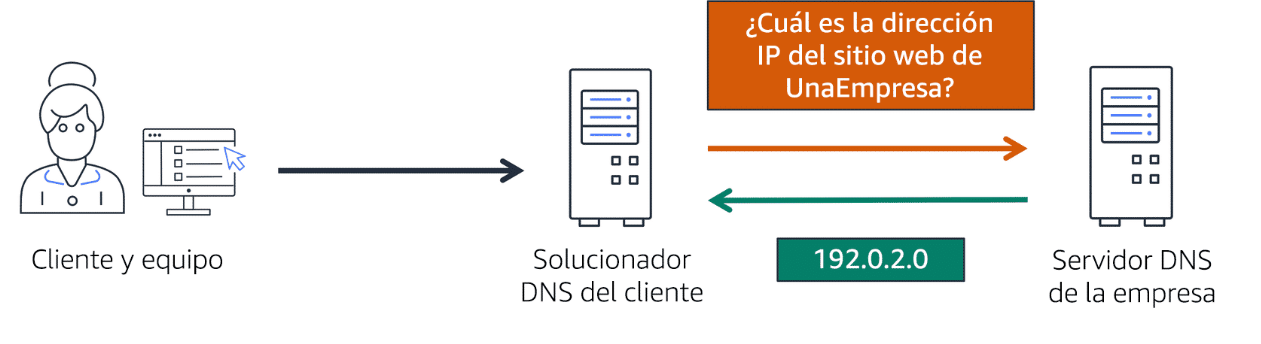 ¿Cuál es la dirección
IP del sitio web de
UnaEmpresa?
Cliente y equipo
Solucionador
DNS del cliente
192.0.2.0
Servidor DNS
de la empresa